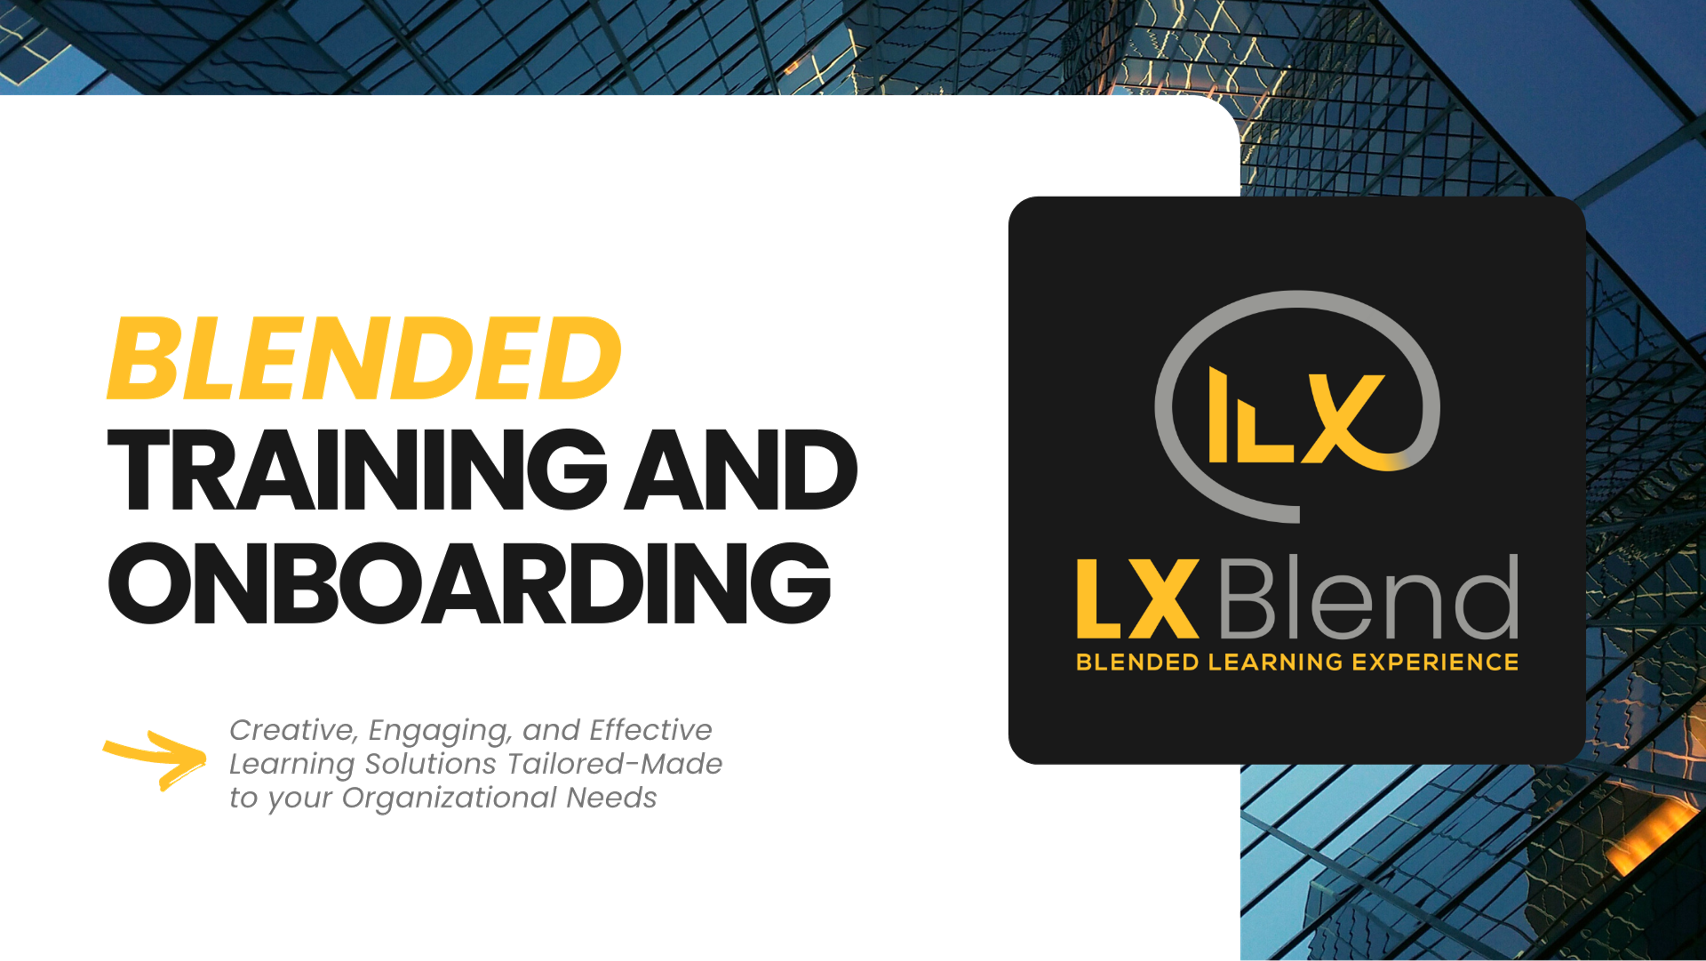 BLENDED
TRAINING AND
ONBOARDING
Creative, Engaging, and Effective
Learning Solutions Tailored-Made
to your Organizational Needs
LX
LX Blend
BLENDED LEARNING EXPERIENCE